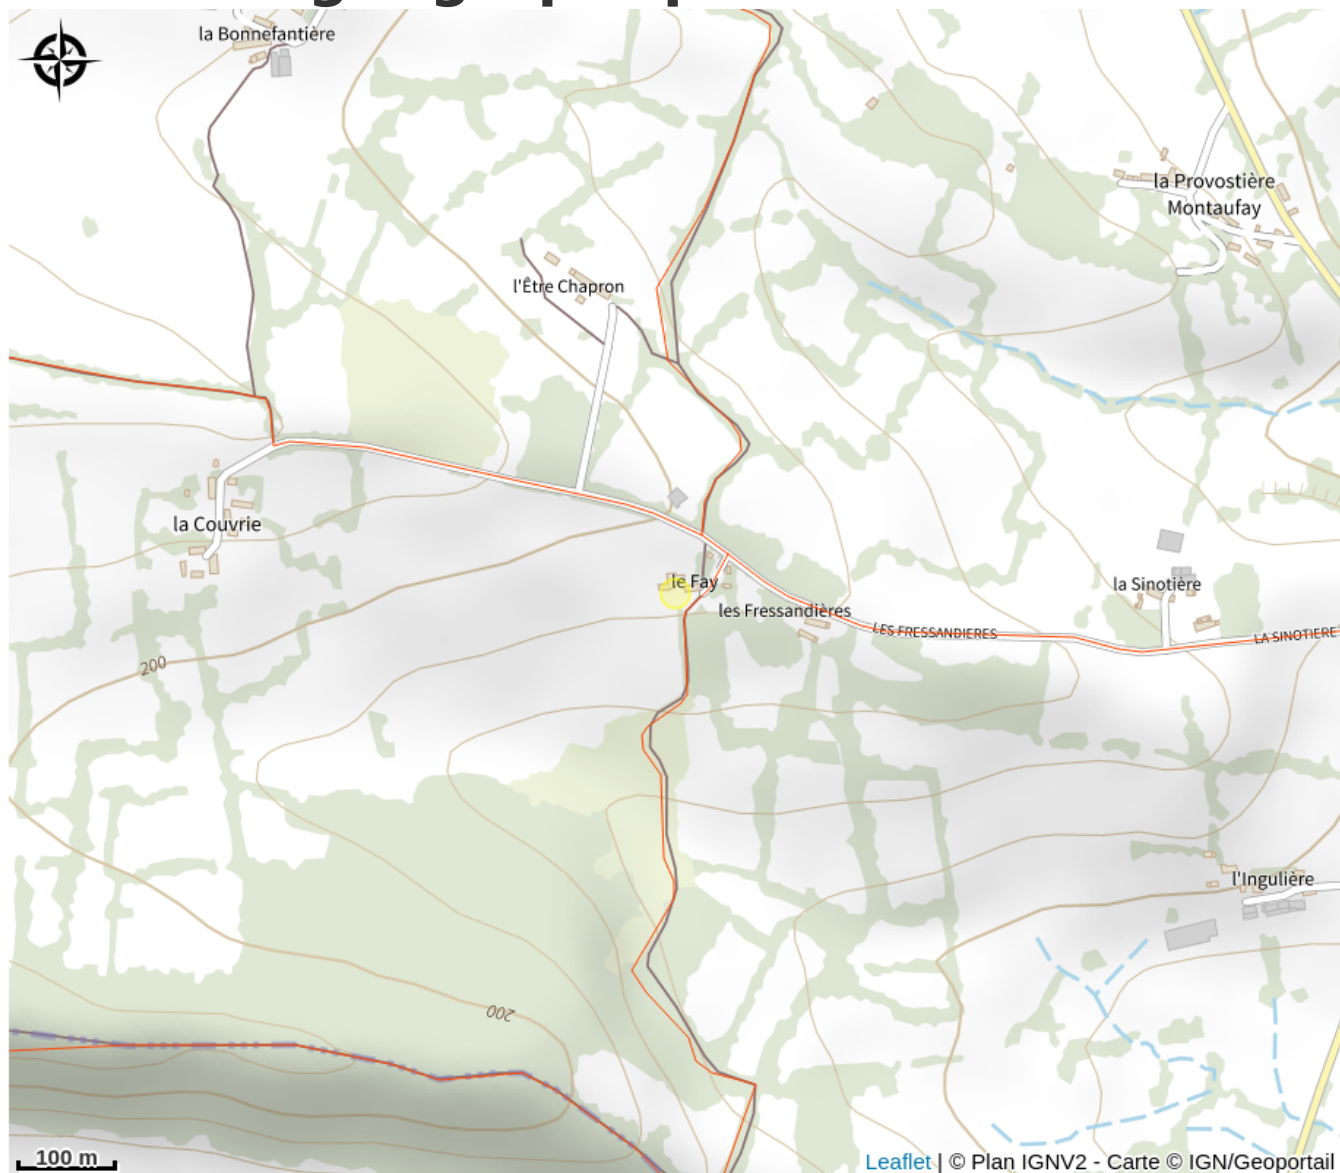 la Bonnefantière
la Provostière
Montaufay
l'Être Chapron
la Couvrie
le Fay
la Sinotière
les Fressandières
LES FRESSANDIERES
LA SINOTIERE
200
l'Ingulière
200
100 m
Leaflet | © Plan IGNV2 - Carte © IGN/Geoportail